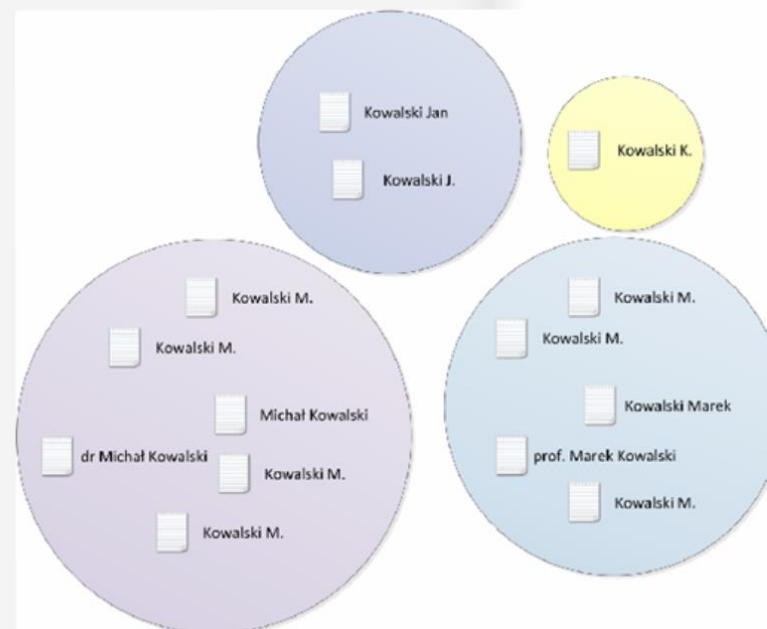 Kowalski Jan
Kowalski J.
Kowalski K.
Kowalski M.
Kowalski M.
Michał Kowalski
dr Michał Kowalski
Kowalski M.
Kowalski M.
Kowalski M.
Kowalski M.
Kowalski Marek
prof. Marek Kowalski
Kowalski M.